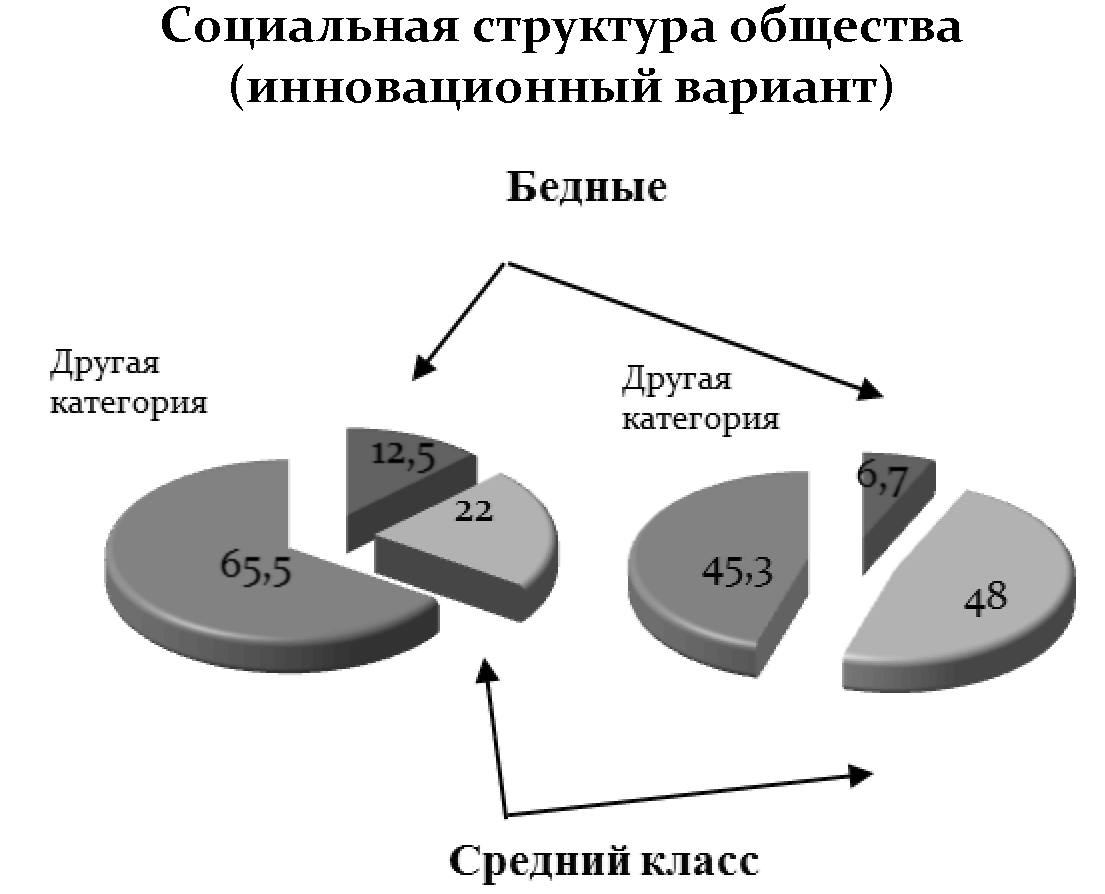 Социальная структура общества
(инновационный вариант)
Бедные
Другая
категория
Другая
категория
12,5
22
65,5
6,7
45,3
48
Средний класс